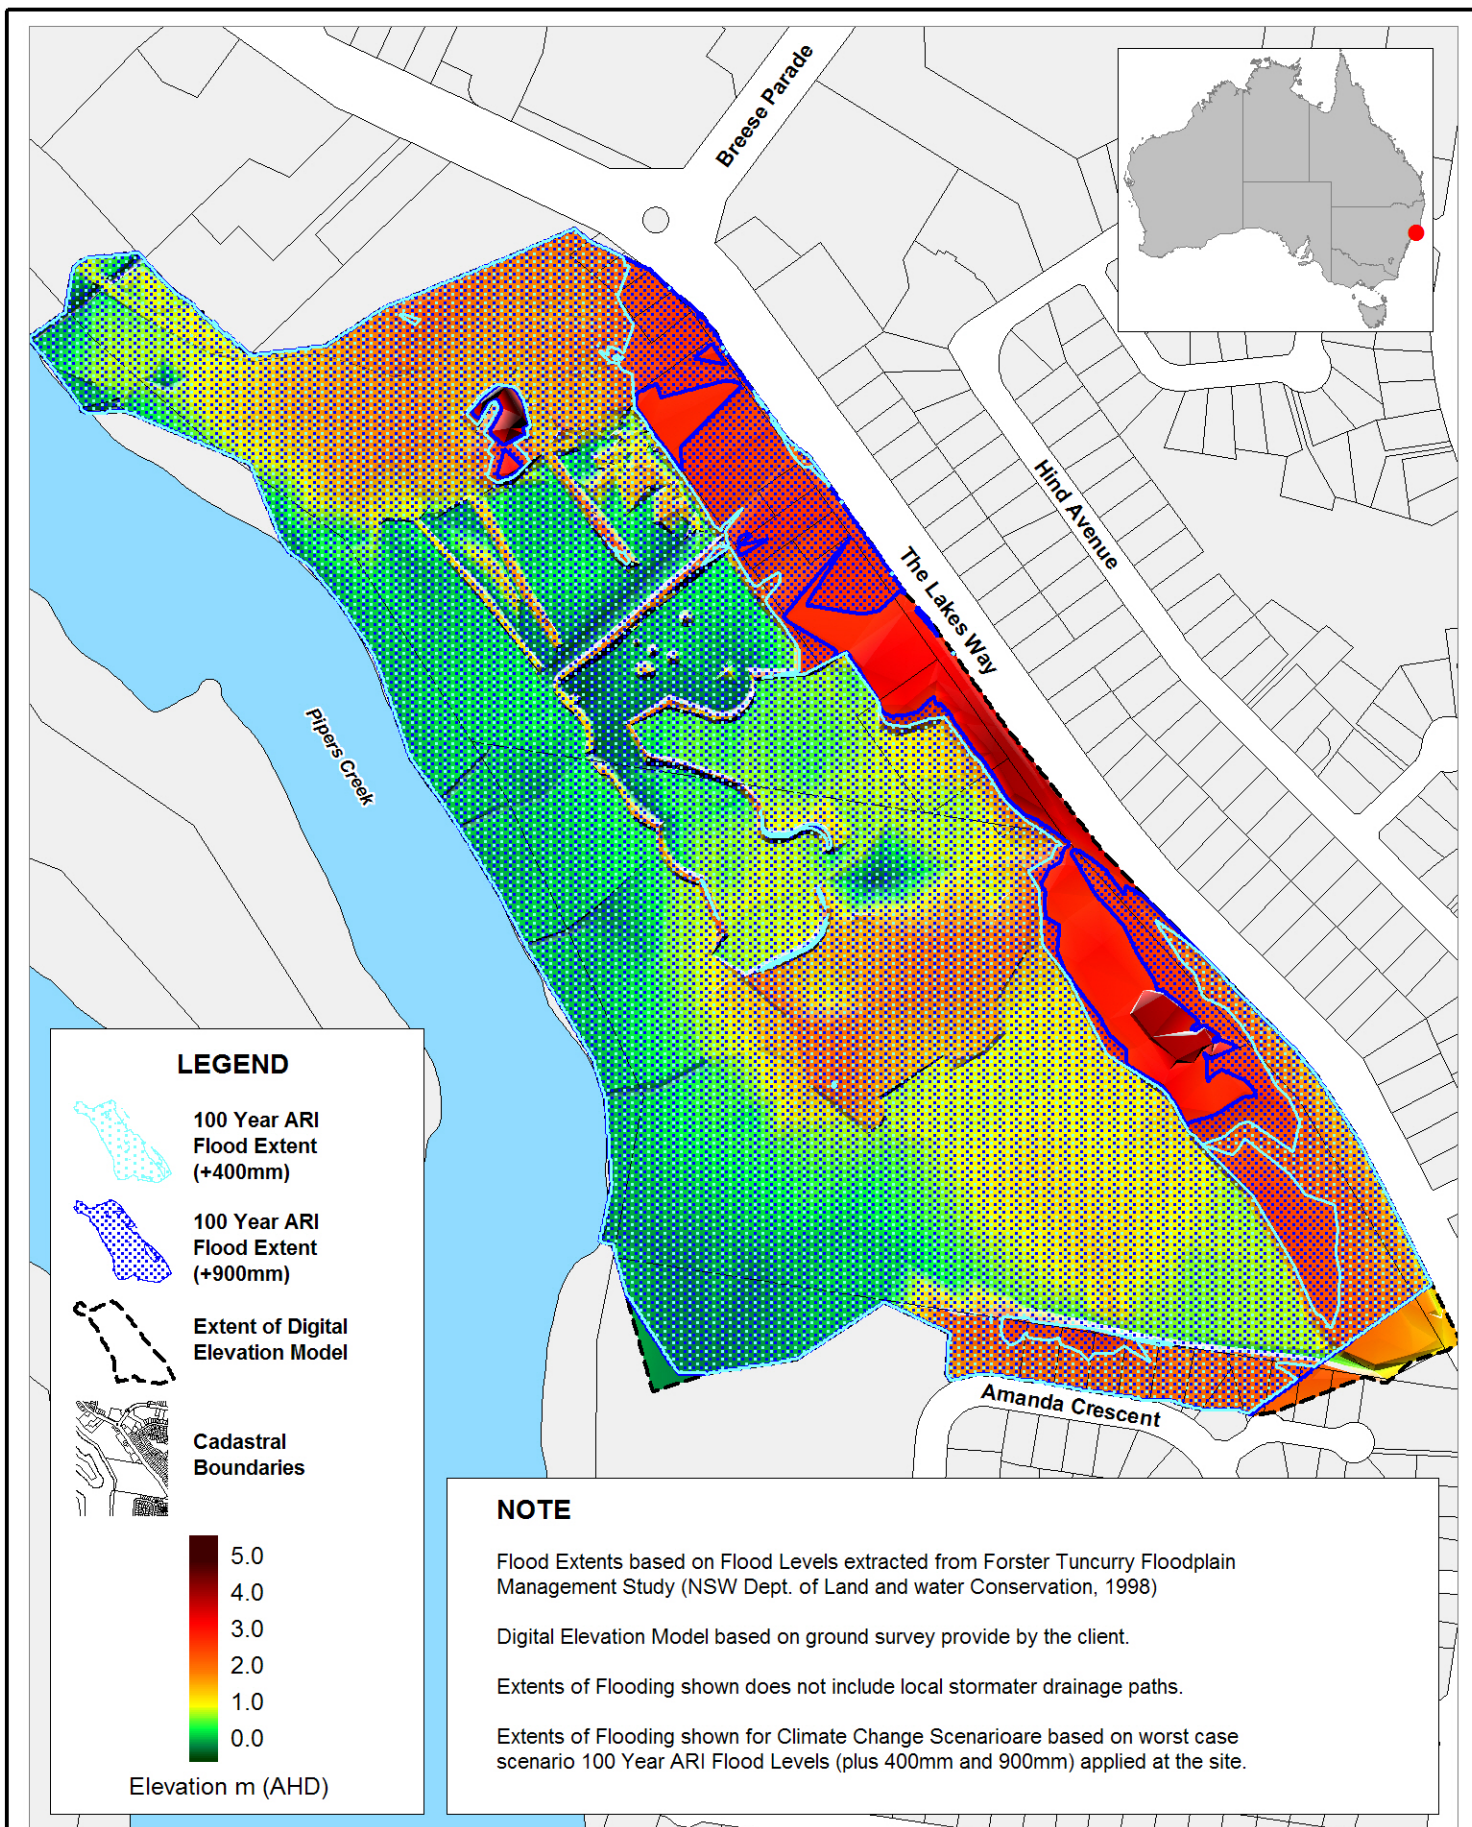 Breese Parade
Hind Avenue
The Lakes Way
Pipers Creek
Amanda Crescent
LEGEND
100 Year ARI
Flood Extent
(+400mm)
100 Year ARI
Flood Extent
(+900mm)
Extent of Digital
Elevation Model
Cadastral
Boundaries
5.0
4.0
3.0
2.0
1.0
0.0
Elevation m (AHD)
NOTE
Flood Extents based on Flood Levels extracted from Forster Tuncurry Floodplain
Management Study (NSW Dept. of Land and water Conservation, 1998)
Digital Elevation Model based on ground survey provide by the client.
Extents of Flooding shown does not include local stormater drainage paths.
Extents of Flooding shown for Climate Change Scenarioare based on worst case
scenario 100 Year ARI Flood Levels (plus 400mm and 900mm) applied at the site.